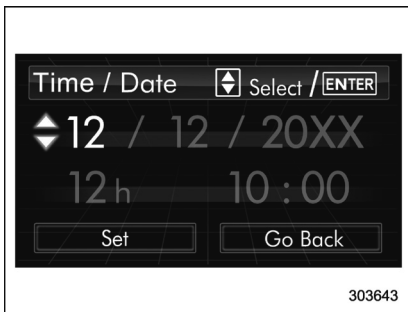 Time / Date Select / ENTER
12 / 12 / 20XX
12h 10 : 00
Set Go Back
303643